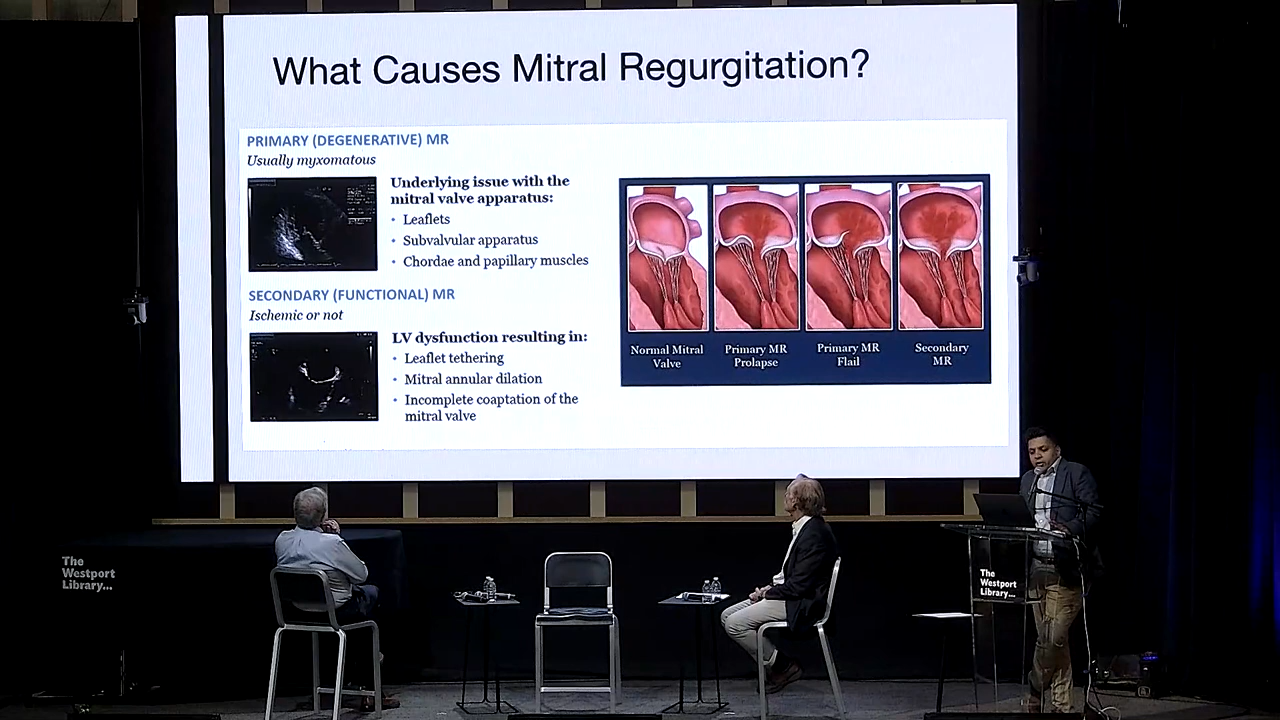 What Causes Mitral Regurgitation?
PRIMARY (DEGENERATIVE) MR
Usually myxomatous
Underlying issue with the
mitral valve apparatus:
• Leaflets
• Subvalvular apparatus
• Chordae and papillary muscles
SECONDARY (FUNCTIONAL) MR
Ischemic or not
LV dysfunction resulting in:
• Leaflet tethering
• Mitral annular dilation
• Incomplete coaptation of the
mitral valve
Normal Mitral
Valve
Primary MR
Prolapse
Primary MR
Flail
Secondary
MR
The
Westport
Library...
The
Westport
Library...